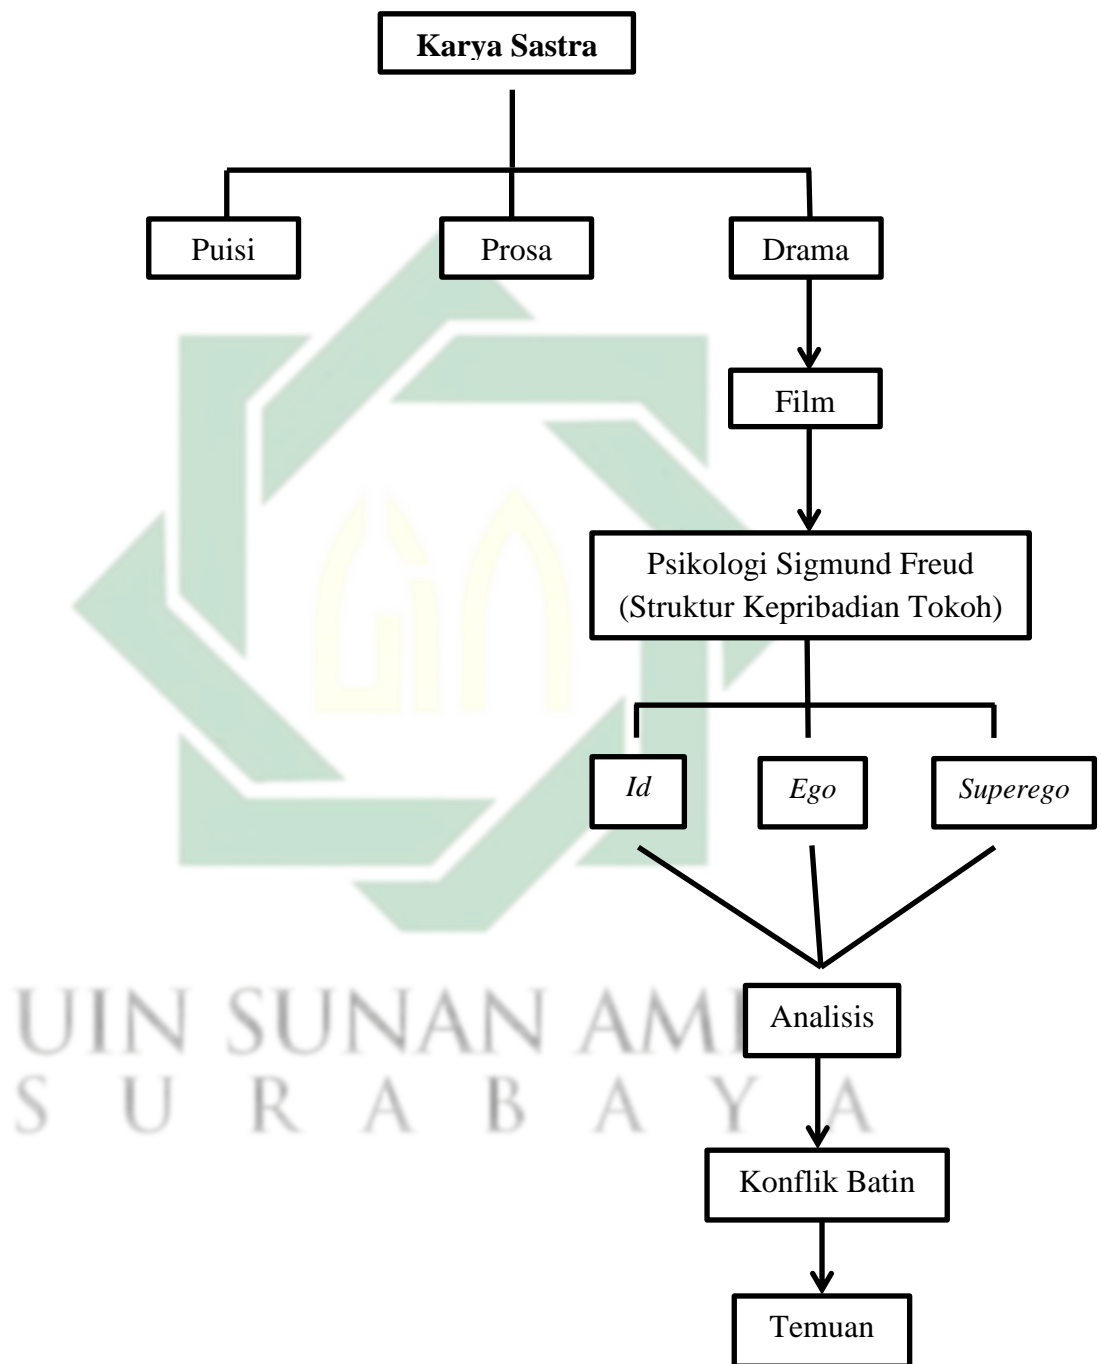 Karya Sastra
Puisi
Prosa
Drama
Film
Psikologi Sigmund Freud
(Struktur Kepribadian Tokoh)
Id
Ego
Superego
Analisis
Konflik Batin
Temuan
UIN SUNAN AM
S U R A B A Y A